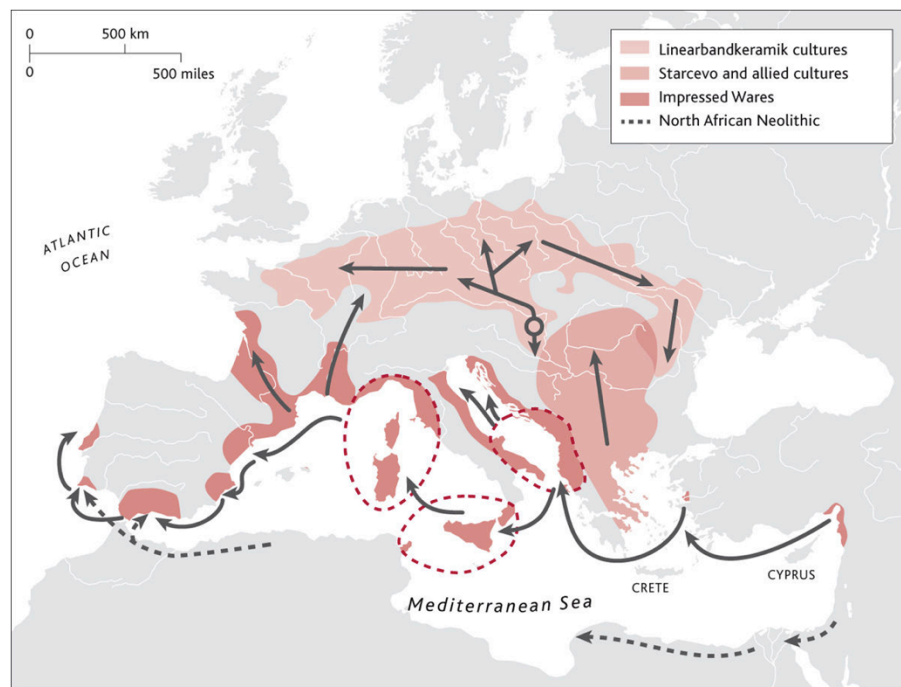 0 500 km
0 500 miles
Linearbandkeramik cultures
Starcevo and allied cultures
Impressed Wares
North African Neolithic
ATLANTIC
OCEAN
CRETE
CYPRUS
Mediterranean Sea